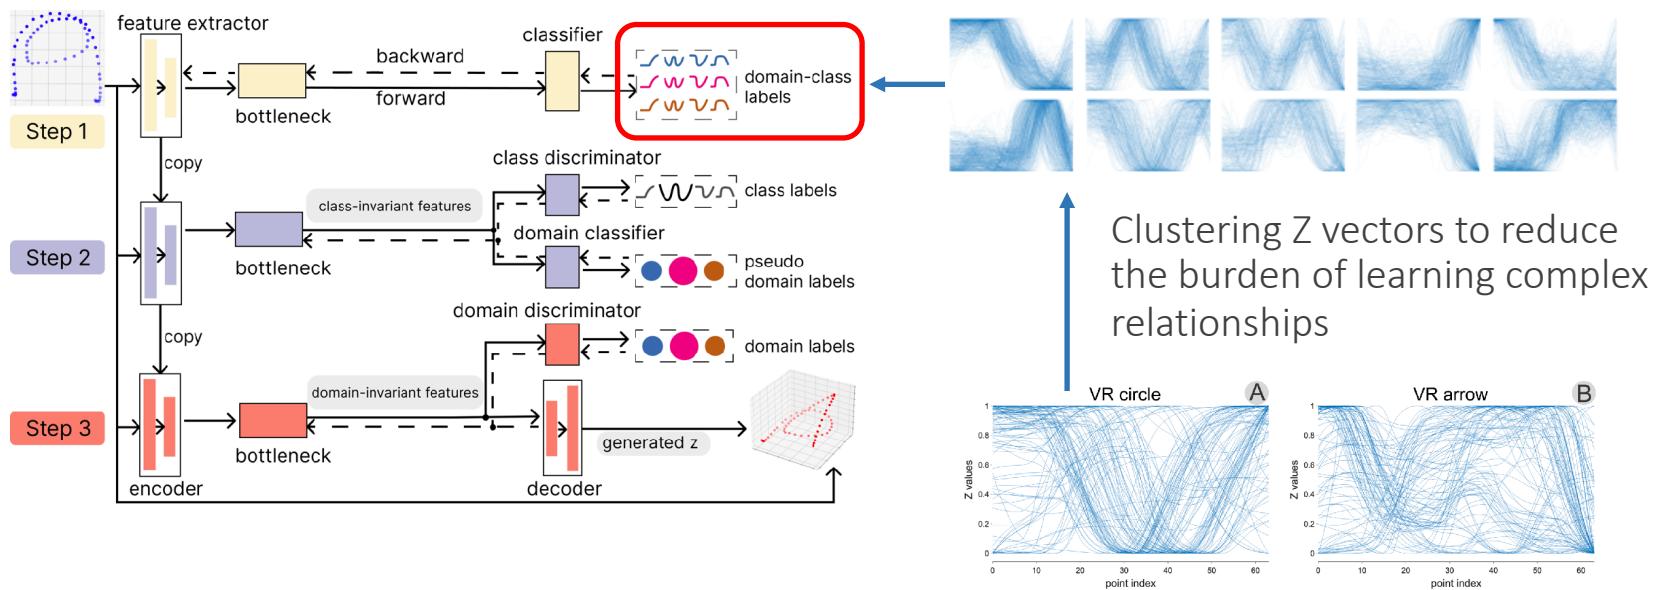 feature extractor
Step 1
bottleneck
backward
forward
classifier
domain-class
labels
copy
Step 2
bottleneck
class-invariant features
class discriminator
class labels
domain classifier
pseudo
domain labels
copy
Step 3
encoder
bottleneck
domain-invariant features
domain discriminator
domain labels
decoder
generated z
Clustering Z vectors to reduce
the burden of learning complex
relationships
VR circle
A
Z values
1
0.8
0.6
0.4
0.2
0
0 10 20 30 40 50 60
point index
VR arrow
B
Z values
1
0.8
0.6
0.4
0.2
0
0 10 20 30 40 50 60
point index